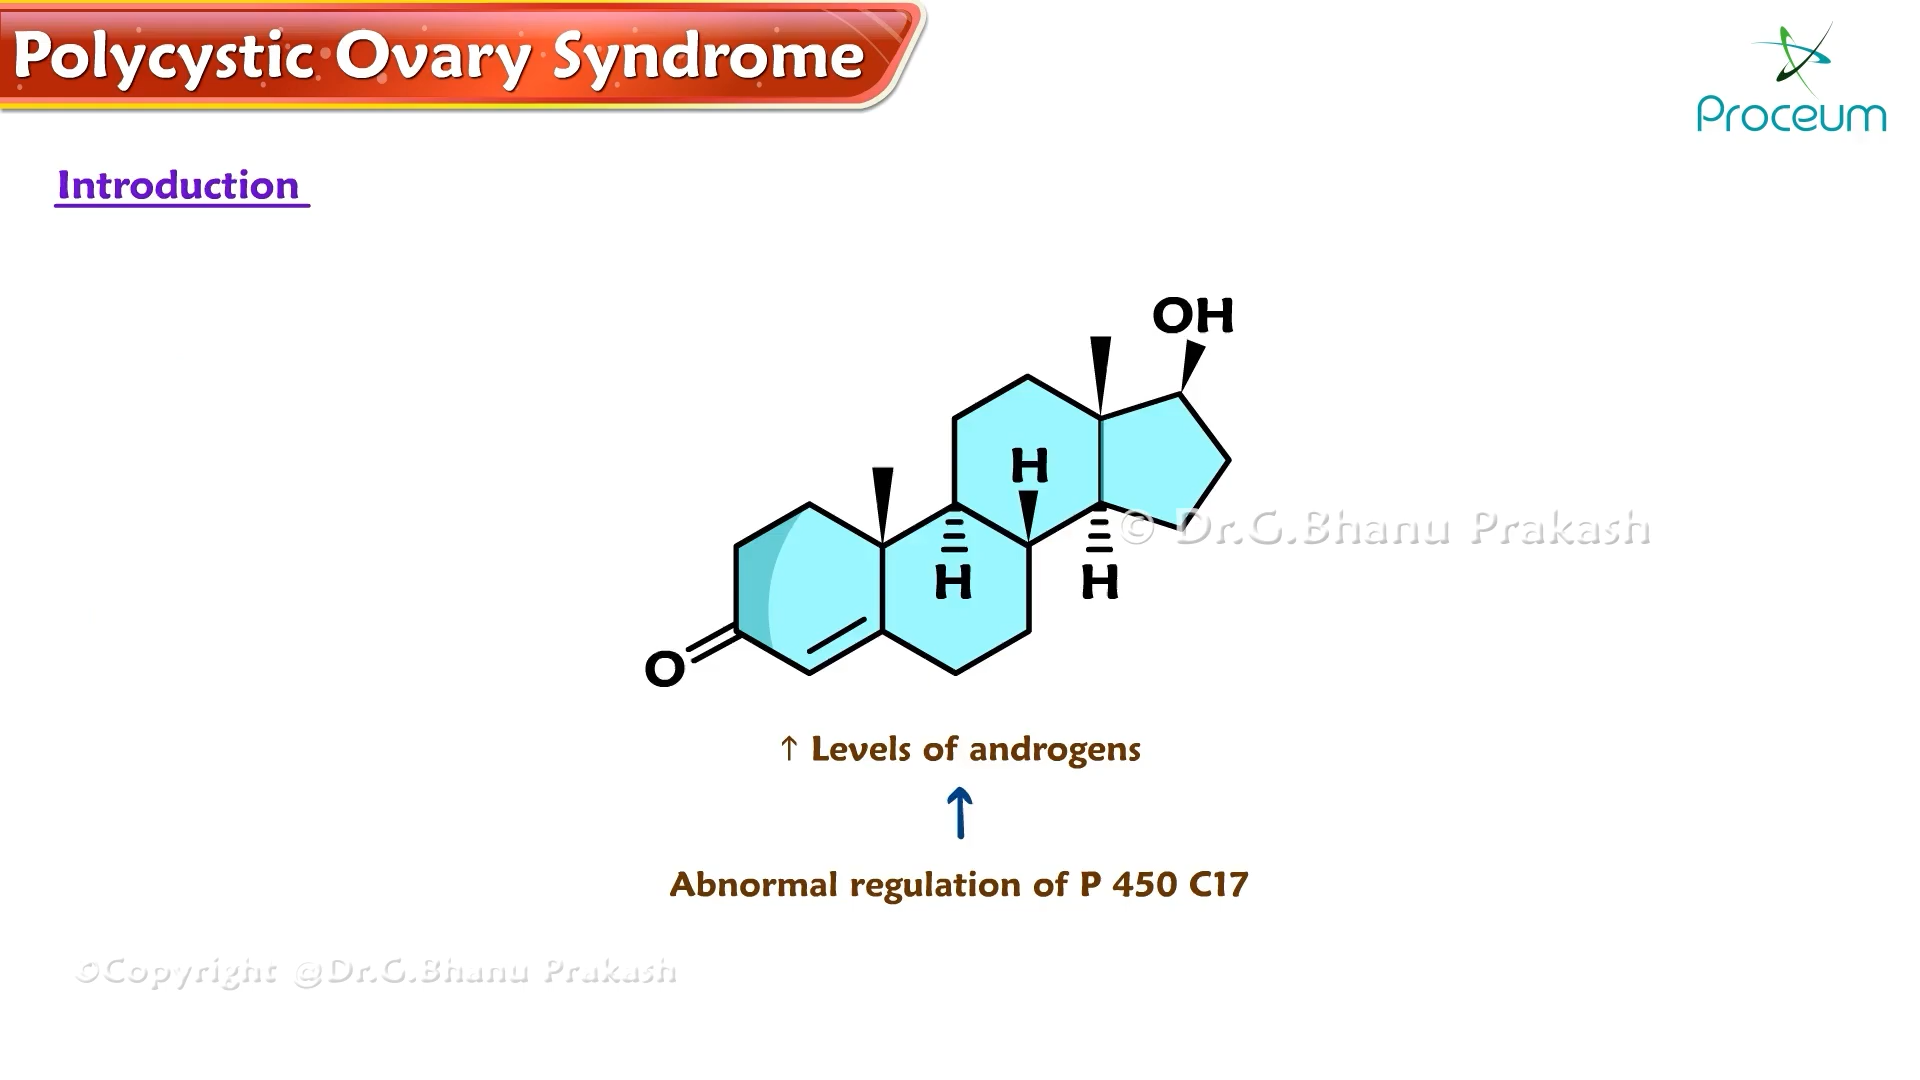 Polycystic Ovary Syndrome
Proceum
Introduction
OH
H
© Dr.G.Bhanu Prakash
H
H
O
↑ Levels of androgens
↑
Abnormal regulation of P 450 C17
©Copyright @Dr.G.Bhanu Prakash